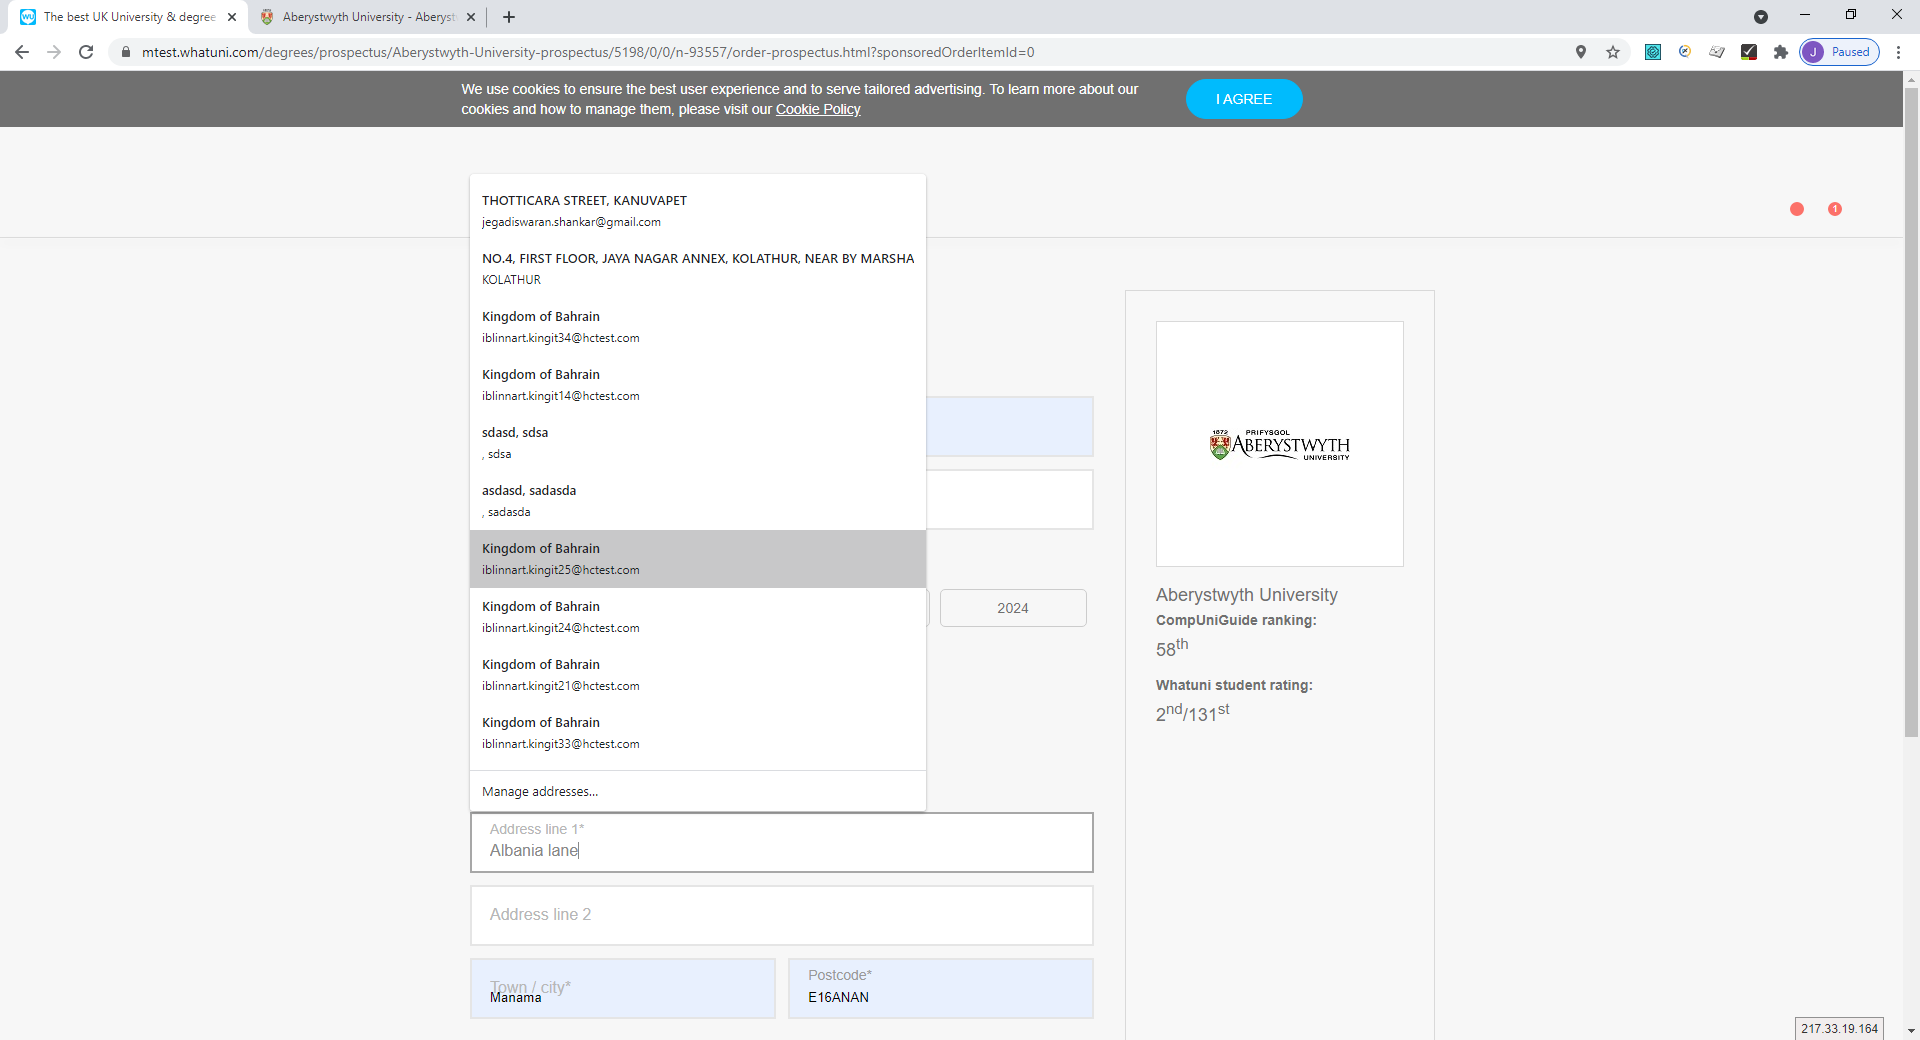 The best UK University & degree
Aberystwyth University - Aberyst
mtest.whatuni.com/degrees/prospectus/Aberystwyth-University-prospectus/5198/0/0/n-93557/order-prospectus.html?sponsoredOrderItemId=0
J Paused
We use cookies to ensure the best user experience and to serve tailored advertising. To learn more about our
cookies and how to manage them, please visit our Cookie Policy
I AGREE
1
THOTTICARA STREET, KANUVAPET
jegadiswaran.shankar@gmail.com
NO.4, FIRST FLOOR, JAYA NAGAR ANNEX, KOLATHUR, NEAR BY MARSHA
KOLATHUR
Kingdom of Bahrain
iblinnart.kingit34@hctest.com
Kingdom of Bahrain
iblinnart.kingit14@hctest.com
sdasd, sdsa
, sdsa
asdasd, sadasda
, sadasda
Kingdom of Bahrain
iblinnart.kingit25@hctest.com
Kingdom of Bahrain
iblinnart.kingit24@hctest.com
Kingdom of Bahrain
iblinnart.kingit21@hctest.com
Kingdom of Bahrain
iblinnart.kingit33@hctest.com
Manage addresses...
2024
Address line 1*
Albania lane
Address line 2
Town / city*
Manama
Postcode*
E16ANAN
1872 PRIFYSGOL
ABERYSTWYTH
UNIVERSITY
Aberystwyth University
CompUniGuide ranking:
58th
Whatuni student rating:
2nd/131st
217.33.19.164